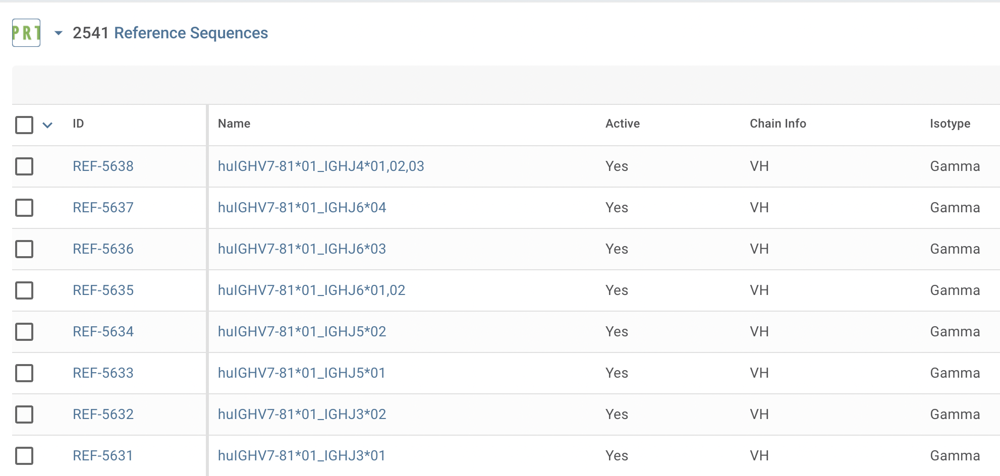 PRT
2541 Reference Sequences
ID Name Active Chain Info Isotype
REF-5638 huIGHV7-81*01_IGHJ4*01,02,03 Yes VH Gamma
REF-5637 huIGHV7-81*01_IGHJ6*04 Yes VH Gamma
REF-5636 huIGHV7-81*01_IGHJ6*03 Yes VH Gamma
REF-5635 huIGHV7-81*01_IGHJ6*01,02 Yes VH Gamma
REF-5634 huIGHV7-81*01_IGHJ5*02 Yes VH Gamma
REF-5633 huIGHV7-81*01_IGHJ5*01 Yes VH Gamma
REF-5632 huIGHV7-81*01_IGHJ3*02 Yes VH Gamma
REF-5631 huIGHV7-81*01_IGHJ3*01 Yes VH Gamma